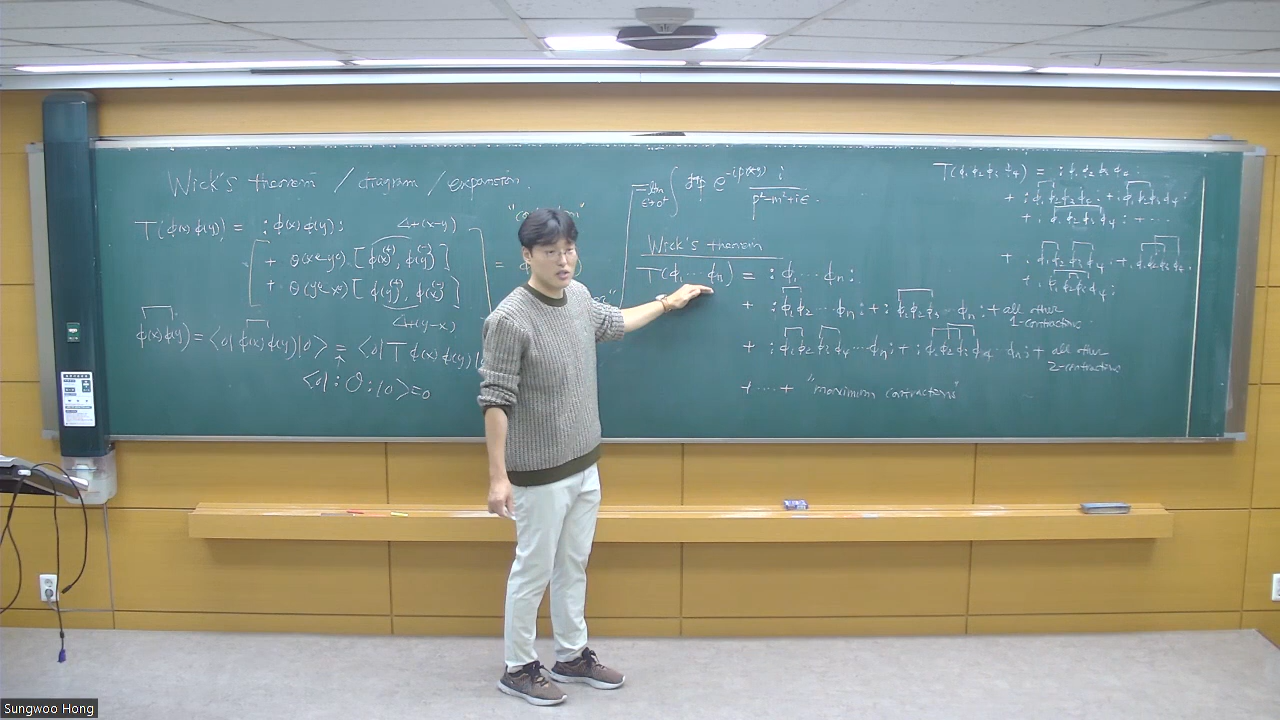 Wick's theorem / diagram / expansion.
T(φ(x) φ(y)) = :φ(x) φ(y):
Δ+(x-y)
+ θ(x⁰-y⁰) [φ(x)^(+), φ(y)^(-)]
+ θ(y⁰-x⁰) [φ(y)^(+), φ(x)^(-)]
Δ+(y-x)
=
φ(x)φ(y) = <0| φ(x)φ(y) |0> = <0| T φ(x) φ(y)
<0| :O: |0> = 0
= lim ε→0⁺ ∫ d⁴p e^(-ip(x-y)) i / (p²-m²+iε)
Wick's theorem
T(φ₁ ⋯ φn) = :φ₁ ⋯ φn:
+ :φ₁φ₂ ⋯ φn: + :φ₁φ₂φ₃ ⋯ φn: + all other
1-contractions
+ :φ₁φ₂φ₃φ₄ ⋯ φn: + :φ₁φ₂φ₃φ₄ ⋯ φn: + all other
2-contractions
+ ⋯ + "maximum contractions"
T(φ₁φ₂φ₃φ₄) = :φ₁φ₂φ₃φ₄:
+ :φ₁φ₂φ₃φ₄: + :φ₁φ₂φ₃φ₄:
+ :φ₁φ₂φ₃φ₄: + ⋯
+ :φ₁φ₂φ₃φ₄: + :φ₁φ₂φ₃φ₄:
+ :φ₁φ₂φ₃φ₄:
Sungwoo Hong